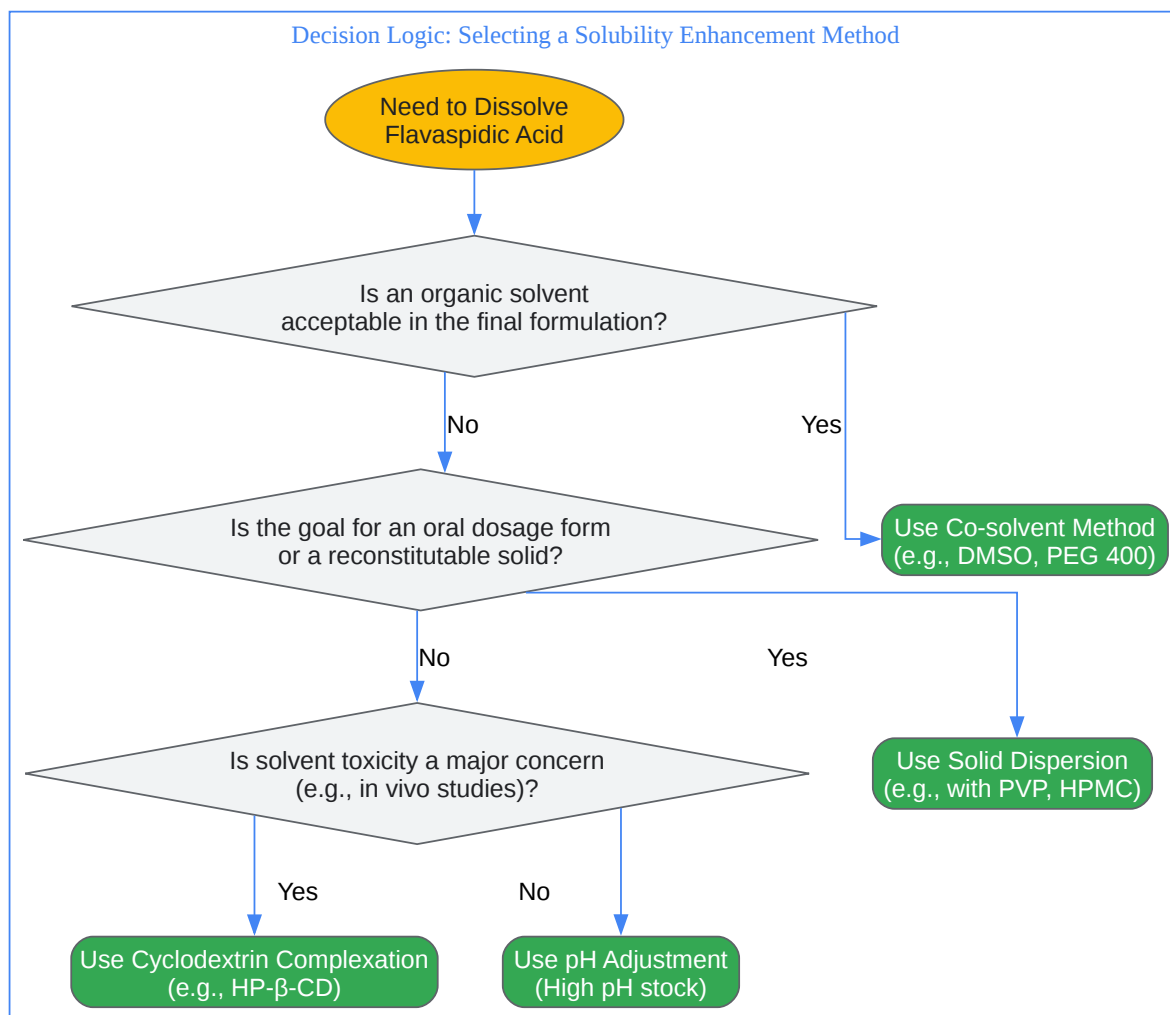 Decision Logic: Selecting a Solubility Enhancement Method
Need to Dissolve
Flavaspidic Acid
Is an organic solvent
acceptable in the final formulation?
No
Yes
Is the goal for an oral dosage form
or a reconstitutable solid?
Use Co-solvent Method
(e.g., DMSO, PEG 400)
No
Yes
Is solvent toxicity a major concern
(e.g., in vivo studies)?
Use Solid Dispersion
(e.g., with PVP, HPMC)
Yes
No
Use Cyclodextrin Complexation
(e.g., HP-β-CD)
Use pH Adjustment
(High pH stock)